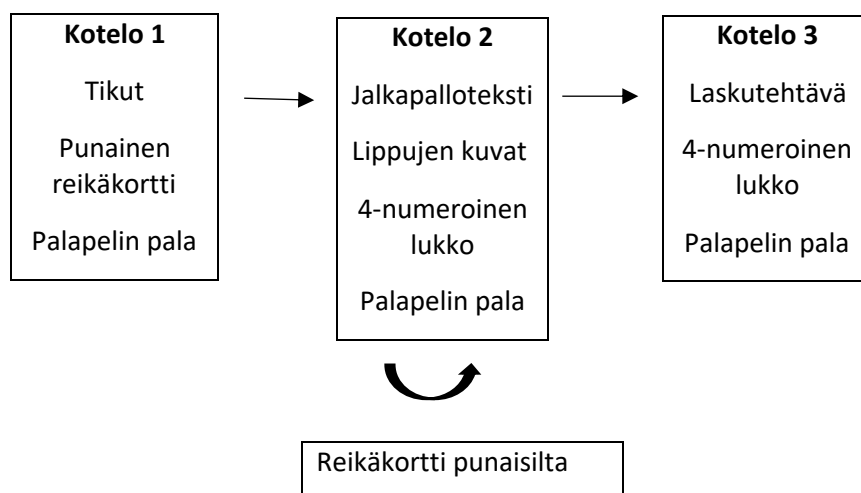 Kotelo 1
Tikut
Punainen
reikäkortti
Palapelin pala
Kotelo 2
Jalkapalloteksti
Lippujen kuvat
4-numeroinen
lukko
Palapelin pala
Kotelo 3
Laskutehtävä
4-numeroinen
lukko
Palapelin pala
Reikäkortti punaisilta